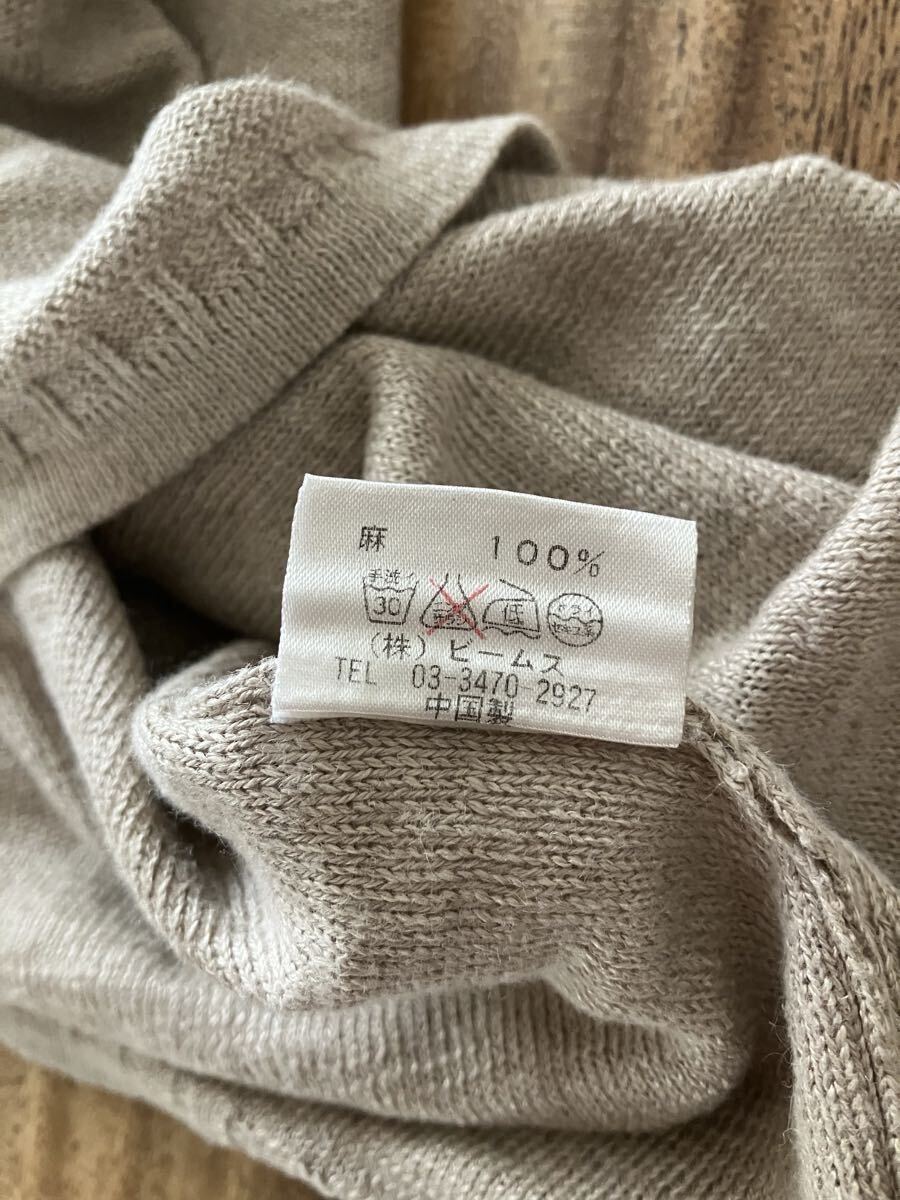 麻 100%
手洗イ
30
低
(株) ビームス
TEL 03-3470-2927
中国製